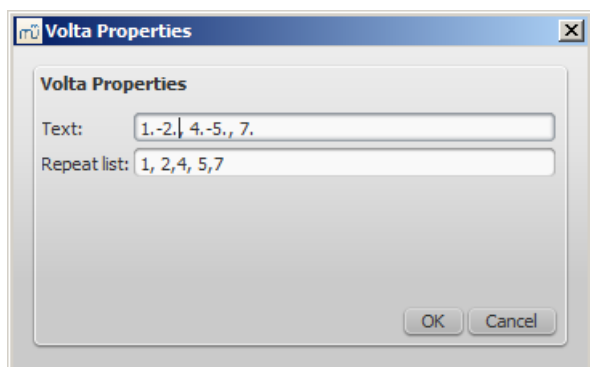 mü Volta Properties
Volta Properties
Text: 1.-2., 4.-5., 7.
Repeat list: 1, 2,4, 5,7
OK Cancel